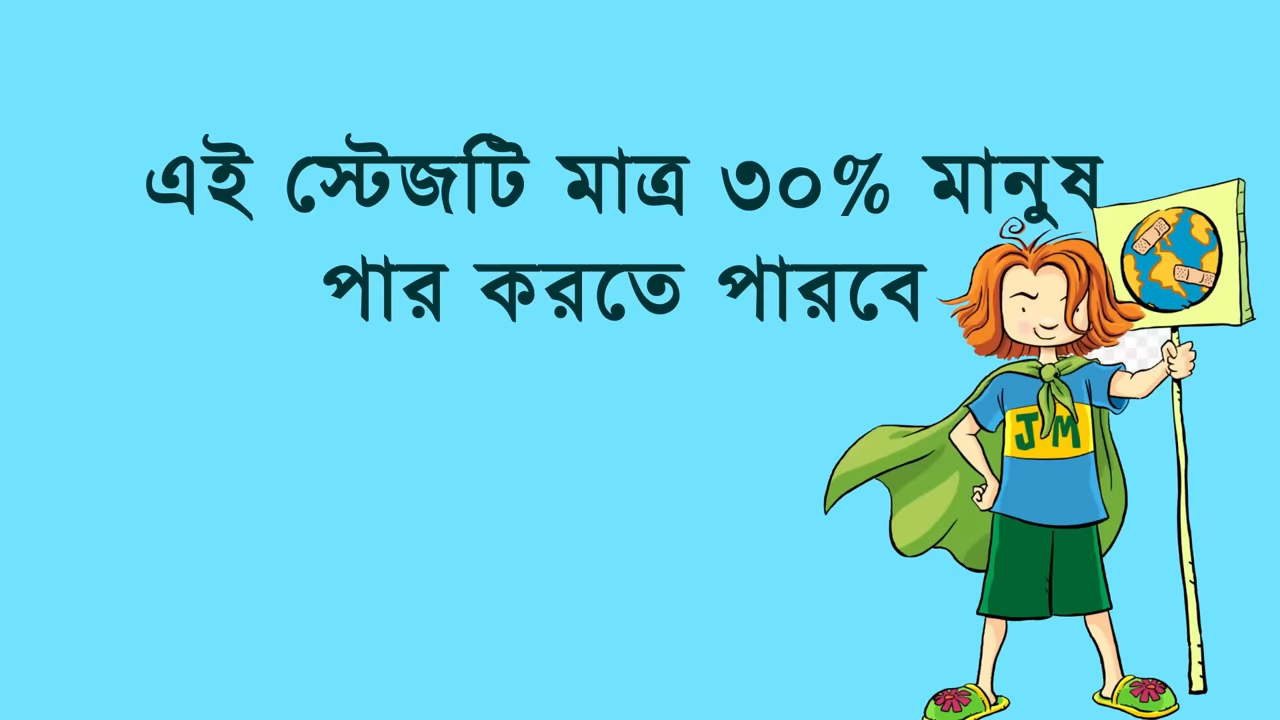 এই স্টেজটি মাত্র ৩০% মানুষ
পার করতে পারবে
JM